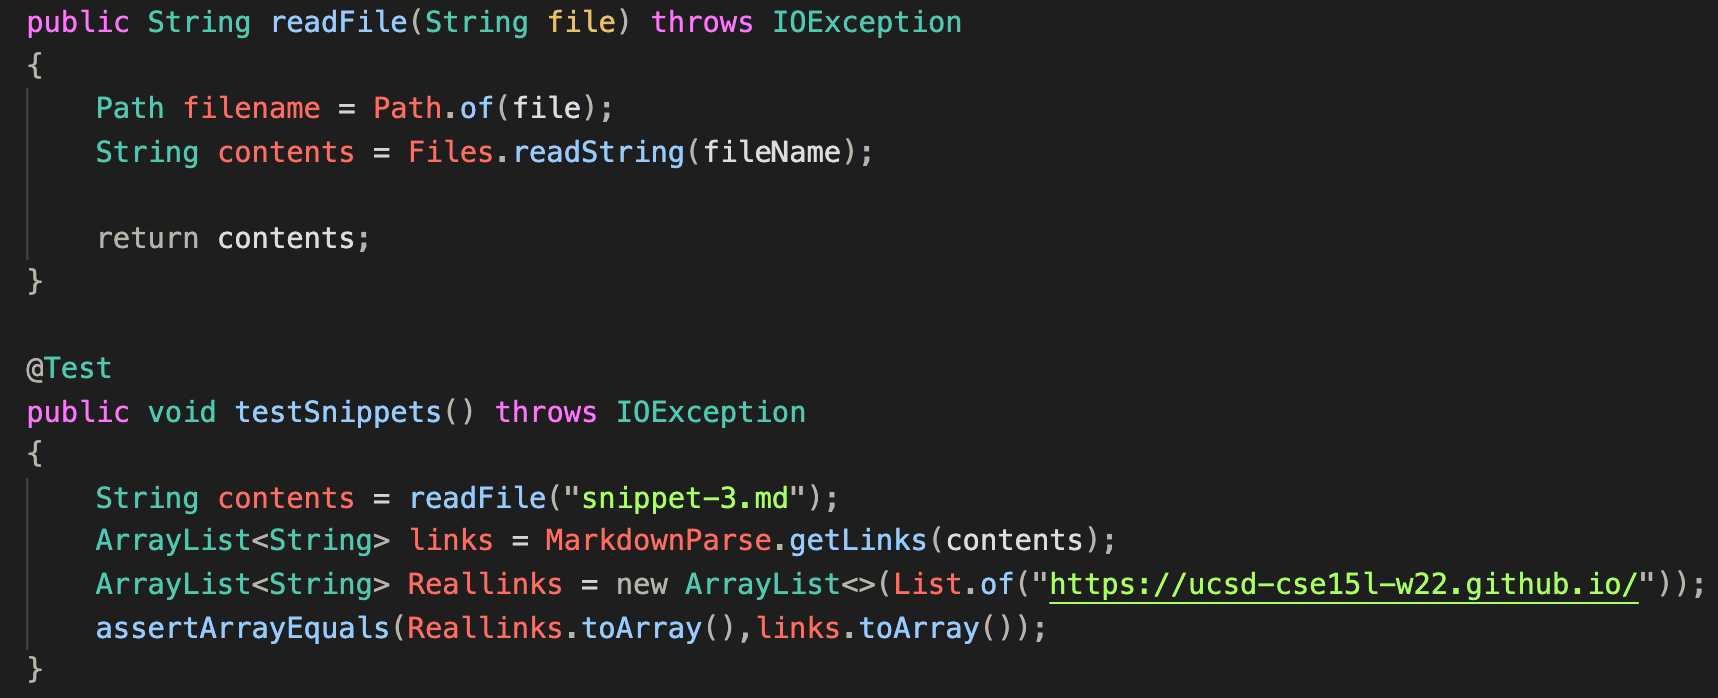 public String readFile(String file) throws IOException
{
    Path filename = Path.of(file);
    String contents = Files.readString(fileName);
    return contents;
}
@Test
public void testSnippets() throws IOException
{
    String contents = readFile("snippet-3.md");
    ArrayList<String> links = MarkdownParse.getLinks(contents);
    ArrayList<String> Reallinks = new ArrayList<>(List.of("https://ucsd-cse15l-w22.github.io/"));
    assertArrayEquals(Reallinks.toArray(),links.toArray());
}